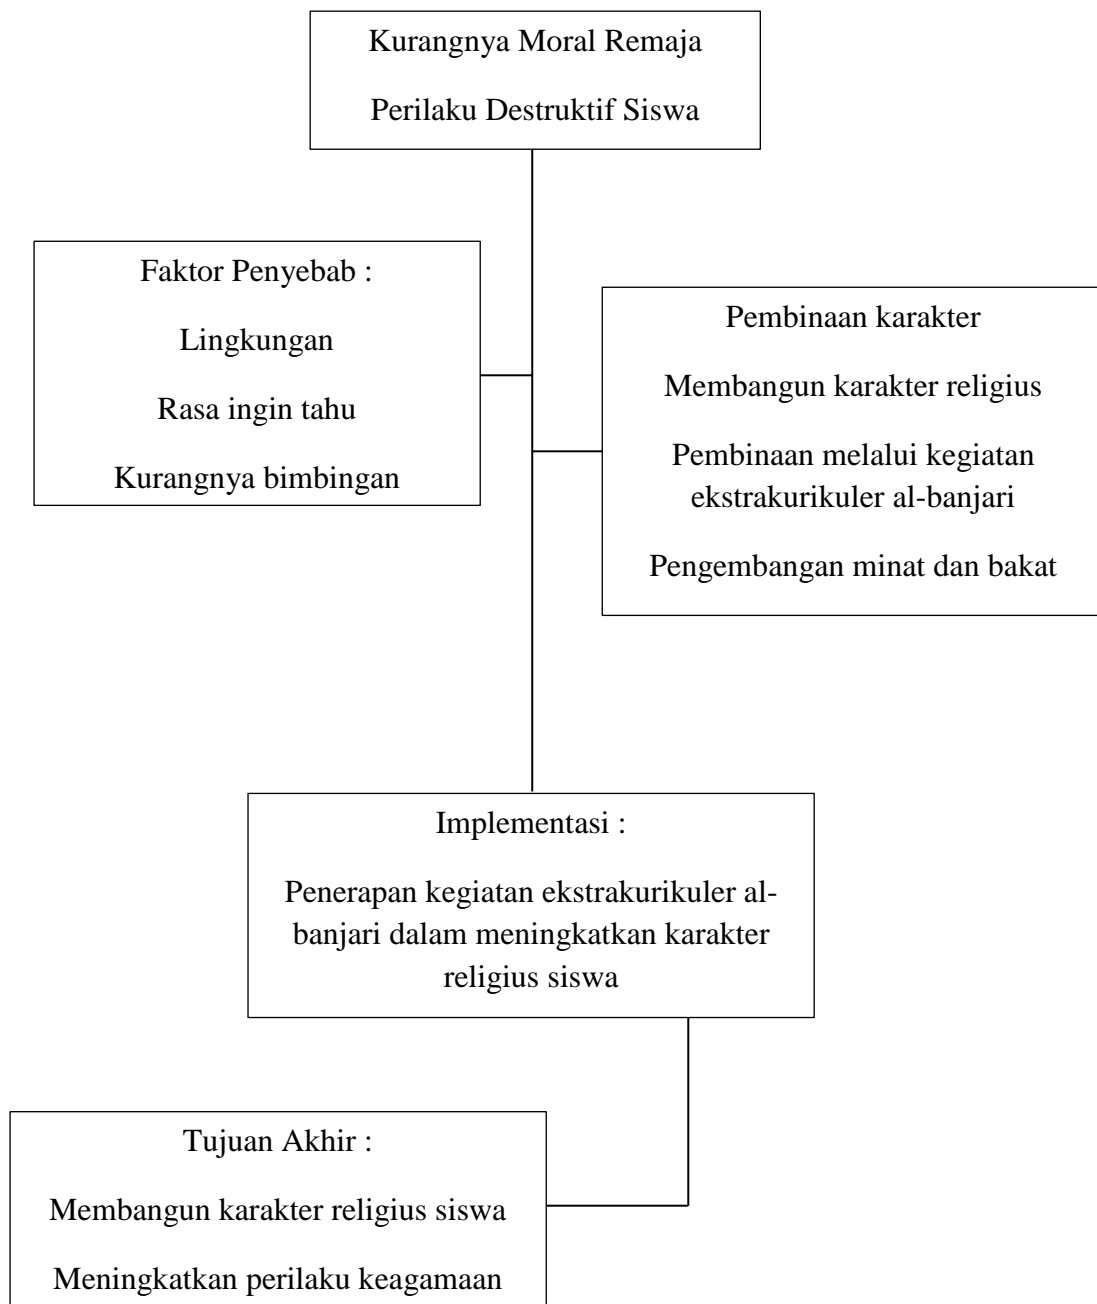 Kurangnya Moral Remaja
Perilaku Destruktif Siswa
Faktor Penyebab :
Lingkungan
Rasa ingin tahu
Kurangnya bimbingan
Pembinaan karakter
Membangun karakter religius
Pembinaan melalui kegiatan
ekstrakurikuler al-banjari
Pengembangan minat dan bakat
Implementasi :
Penerapan kegiatan ekstrakurikuler al-
banjari dalam meningkatkan karakter
religius siswa
Tujuan Akhir :
Membangun karakter religius siswa
Meningkatkan perilaku keagamaan